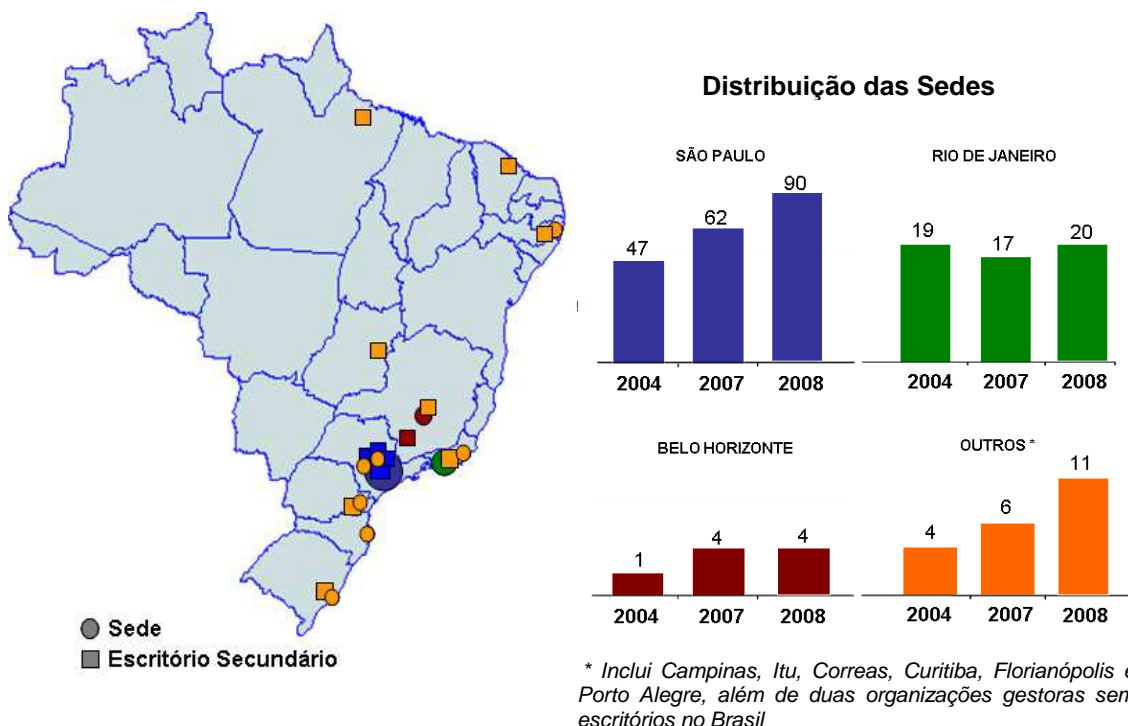 Distribuição das Sedes
SÃO PAULO
47
62
90
2004 2007 2008
RIO DE JANEIRO
19
17
20
2004 2007 2008
BELO HORIZONTE
1
4
4
2004 2007 2008
OUTROS *
4
6
11
2004 2007 2008
Sede
Escritório Secundário
* Inclui Campinas, Itu, Correas, Curitiba, Florianópolis e
Porto Alegre, além de duas organizações gestoras sem
escritórios no Brasil